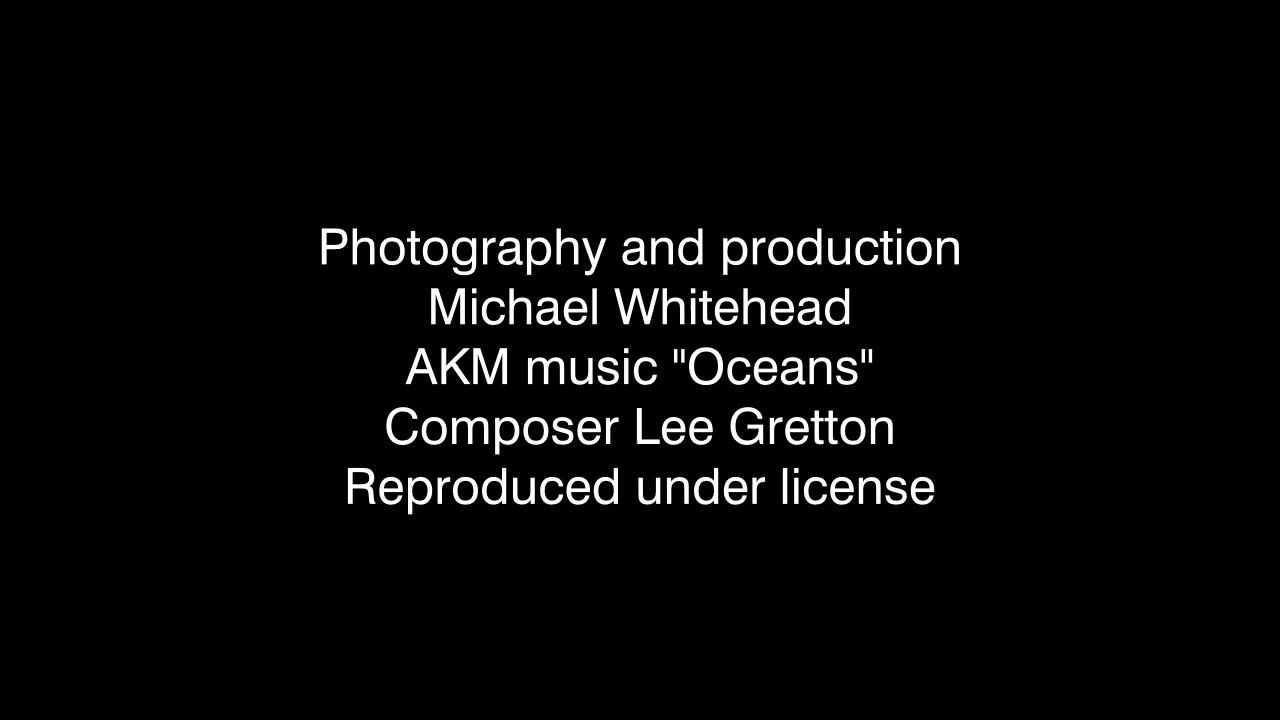 Photography and production
Michael Whitehead
AKM music "Oceans"
Composer Lee Gretton
Reproduced under license